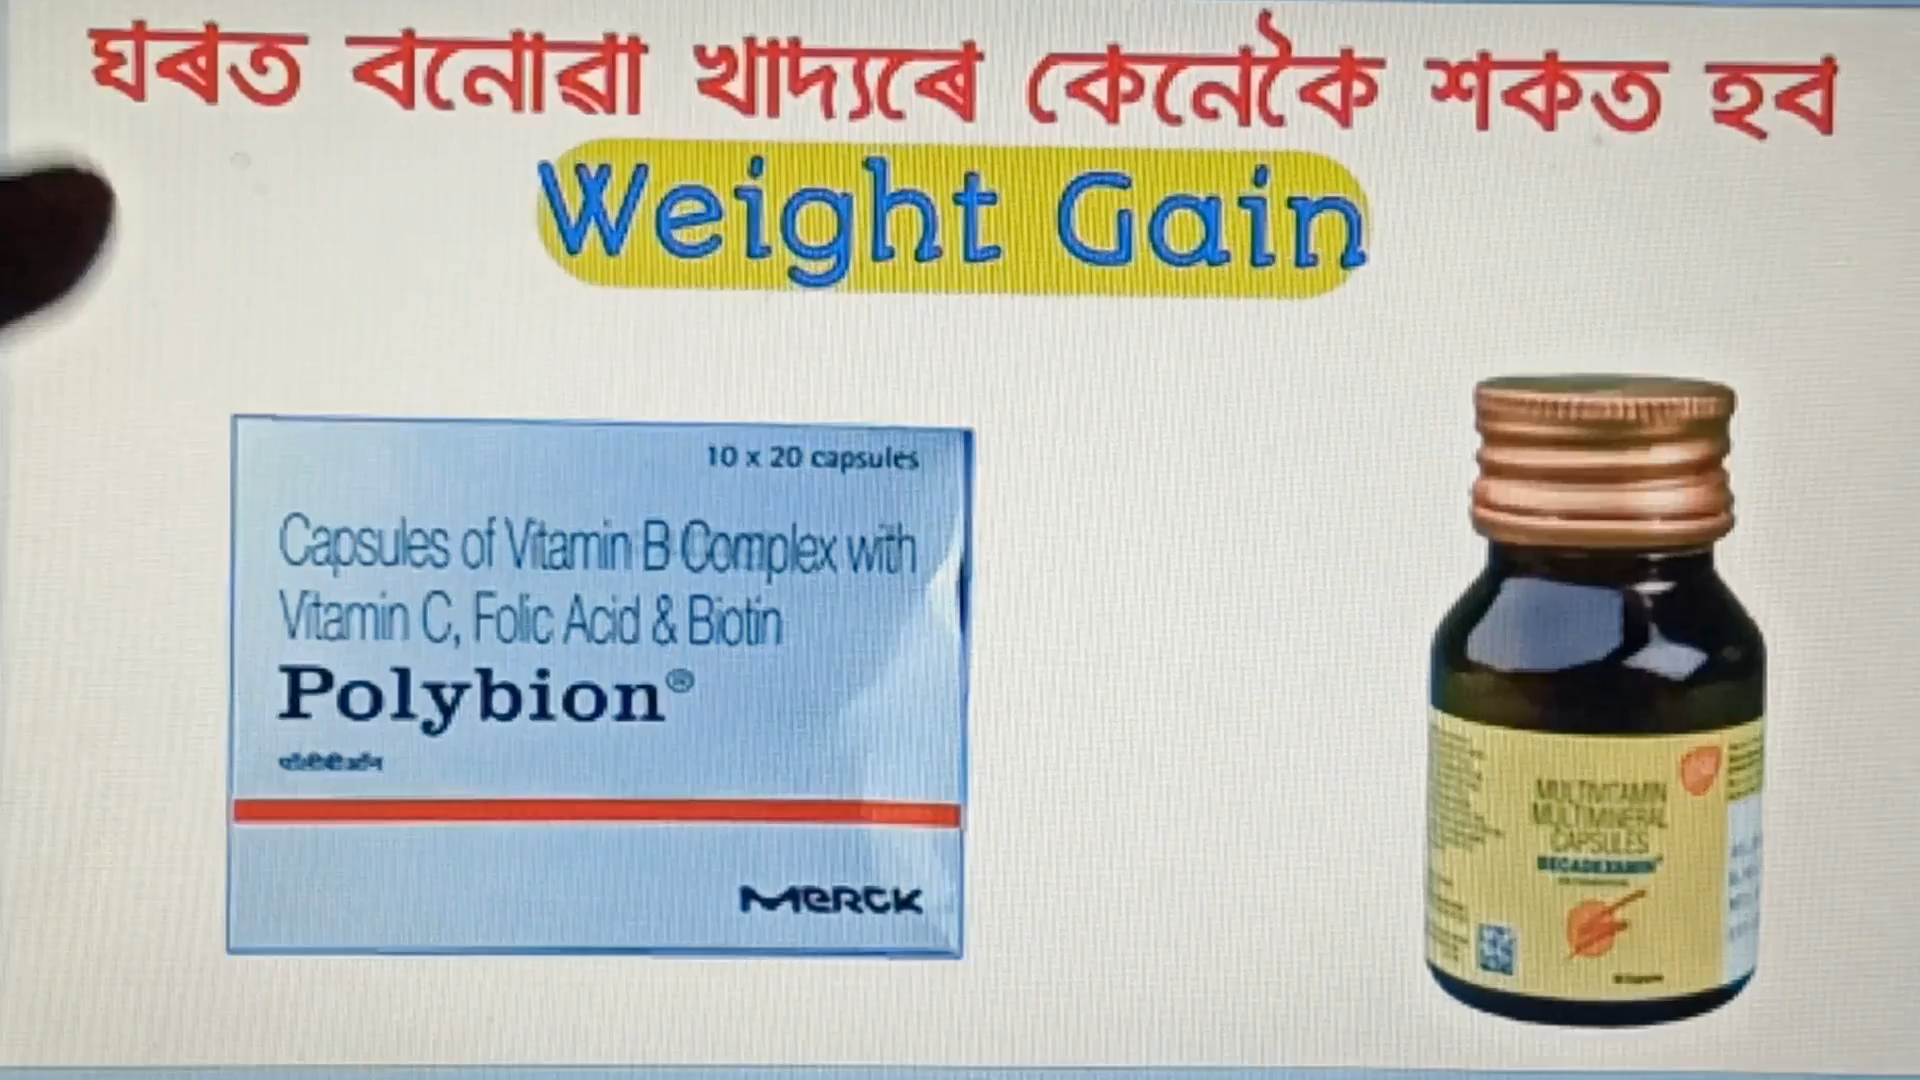 ঘৰত বনোৱা খাদ্যৰে কেনেকৈ শকত হব
Weight Gain
10 x 20 capsules
Capsules of Vitamin B Complex with
Vitamin C, Folic Acid & Biotin
Polybion®
MERCK
MULTIVITAMIN
MULTIMINERAL
CAPSULES
BECADEXAMIN